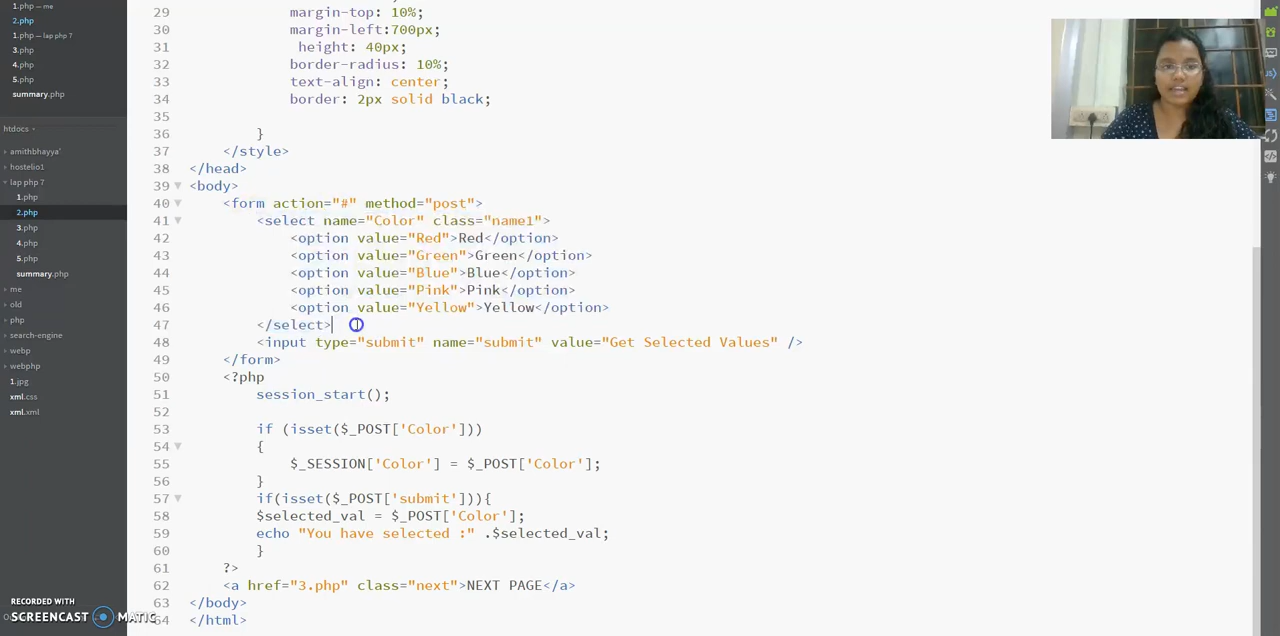 1.php — me
2.php
1.php — lap php 7
3.php
4.php
5.php
summary.php
htdocs
amithbhayya'
hostelio1
lap php 7
1.php
2.php
3.php
4.php
5.php
summary.php
me
old
php
search-engine
webp
webphp
1.jpg
xml.css
xml.xml
29 margin-top: 10%;
30 margin-left:700px;
31 height: 40px;
32 border-radius: 10%;
33 text-align: center;
34 border: 2px solid black;
35
36 }
37 </style>
38 </head>
39 <body>
40 <form action="#" method="post">
41 <select name="Color" class="name1">
42 <option value="Red">Red</option>
43 <option value="Green">Green</option>
44 <option value="Blue">Blue</option>
45 <option value="Pink">Pink</option>
46 <option value="Yellow">Yellow</option>
47 </select>
48 <input type="submit" name="submit" value="Get Selected Values" />
49 </form>
50 <?php
51 session_start();
52
53 if (isset($_POST['Color']))
54 {
55 $_SESSION['Color'] = $_POST['Color'];
56 }
57 if(isset($_POST['submit'])){
58 $selected_val = $_POST['Color'];
59 echo "You have selected :" .$selected_val;
60 }
61 ?>
62 <a href="3.php" class="next">NEXT PAGE</a>
63 </body>
64 </html>
RECORDED WITH
SCREENCAST MATIC